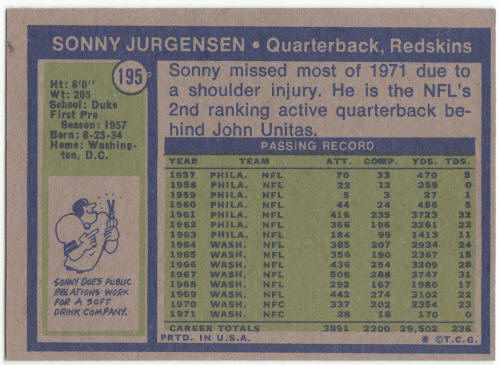 SONNY JURGENSEN • Quarterback, Redskins
195
Ht: 6'0"
Wt: 205
School: Duke
First Pro
Season: 1957
Born: 8-23-34
Home: Washing-
ton, D.C.
SONNY DOES PUBLIC
RELATIONS WORK
FOR A SOFT
DRINK COMPANY.
Sonny missed most of 1971 due to
a shoulder injury. He is the NFL's
2nd ranking active quarterback be-
hind John Unitas.
PASSING RECORD
YEAR TEAM ATT. COMP. YDS. TDS.
1957 PHILA. NFL 70 33 470 5
1958 PHILA. NFL 22 12 259 0
1959 PHILA. NFL 5 3 27 1
1960 PHILA. NFL 44 24 486 5
1961 PHILA. NFL 416 235 3723 32
1962 PHILA. NFL 366 196 3261 22
1963 PHILA. NFL 184 99 1413 11
1964 WASH. NFL 385 207 2934 24
1965 WASH. NFL 356 190 2367 15
1966 WASH. NFL 436 254 3209 28
1967 WASH. NFL 508 288 3747 31
1968 WASH. NFL 292 167 1980 17
1969 WASH. NFL 442 274 3102 22
1970 WASH. NFC 337 202 2354 23
1971 WASH. NFC 28 16 170 0
CAREER TOTALS 3891 2200 29,502 236
PRTD. IN U.S.A. * © T.C.G.